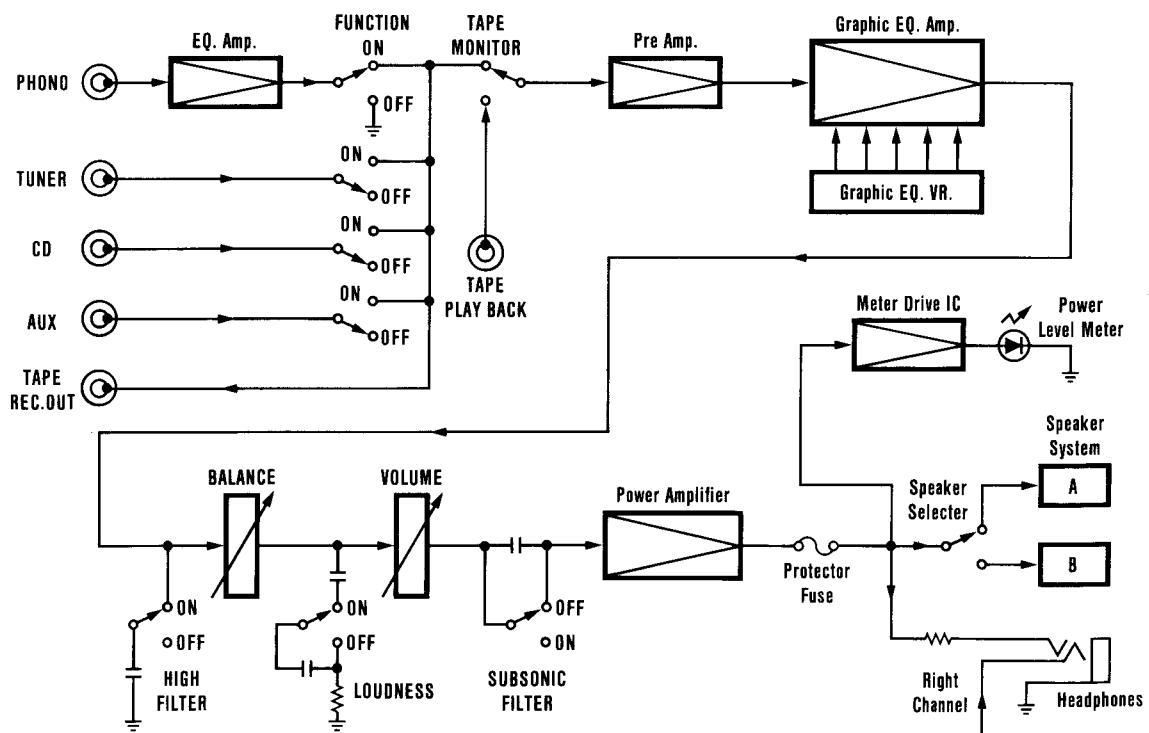 FUNCTION
ON
TAPE
MONITOR
EQ. Amp.
Pre Amp.
Graphic EQ. Amp.
PHONO
OFF
Graphic EQ. VR.
TUNER
ON
OFF
CD
ON
OFF
TAPE
PLAY BACK
AUX
ON
OFF
TAPE
REC.OUT
Meter Drive IC
Power
Level Meter
BALANCE
VOLUME
Power Amplifier
Speaker
Selecter
Speaker
System
A
B
Protector
Fuse
ON
OFF
HIGH
FILTER
ON
OFF
LOUDNESS
OFF
ON
SUBSONIC
FILTER
Right
Channel
Headphones